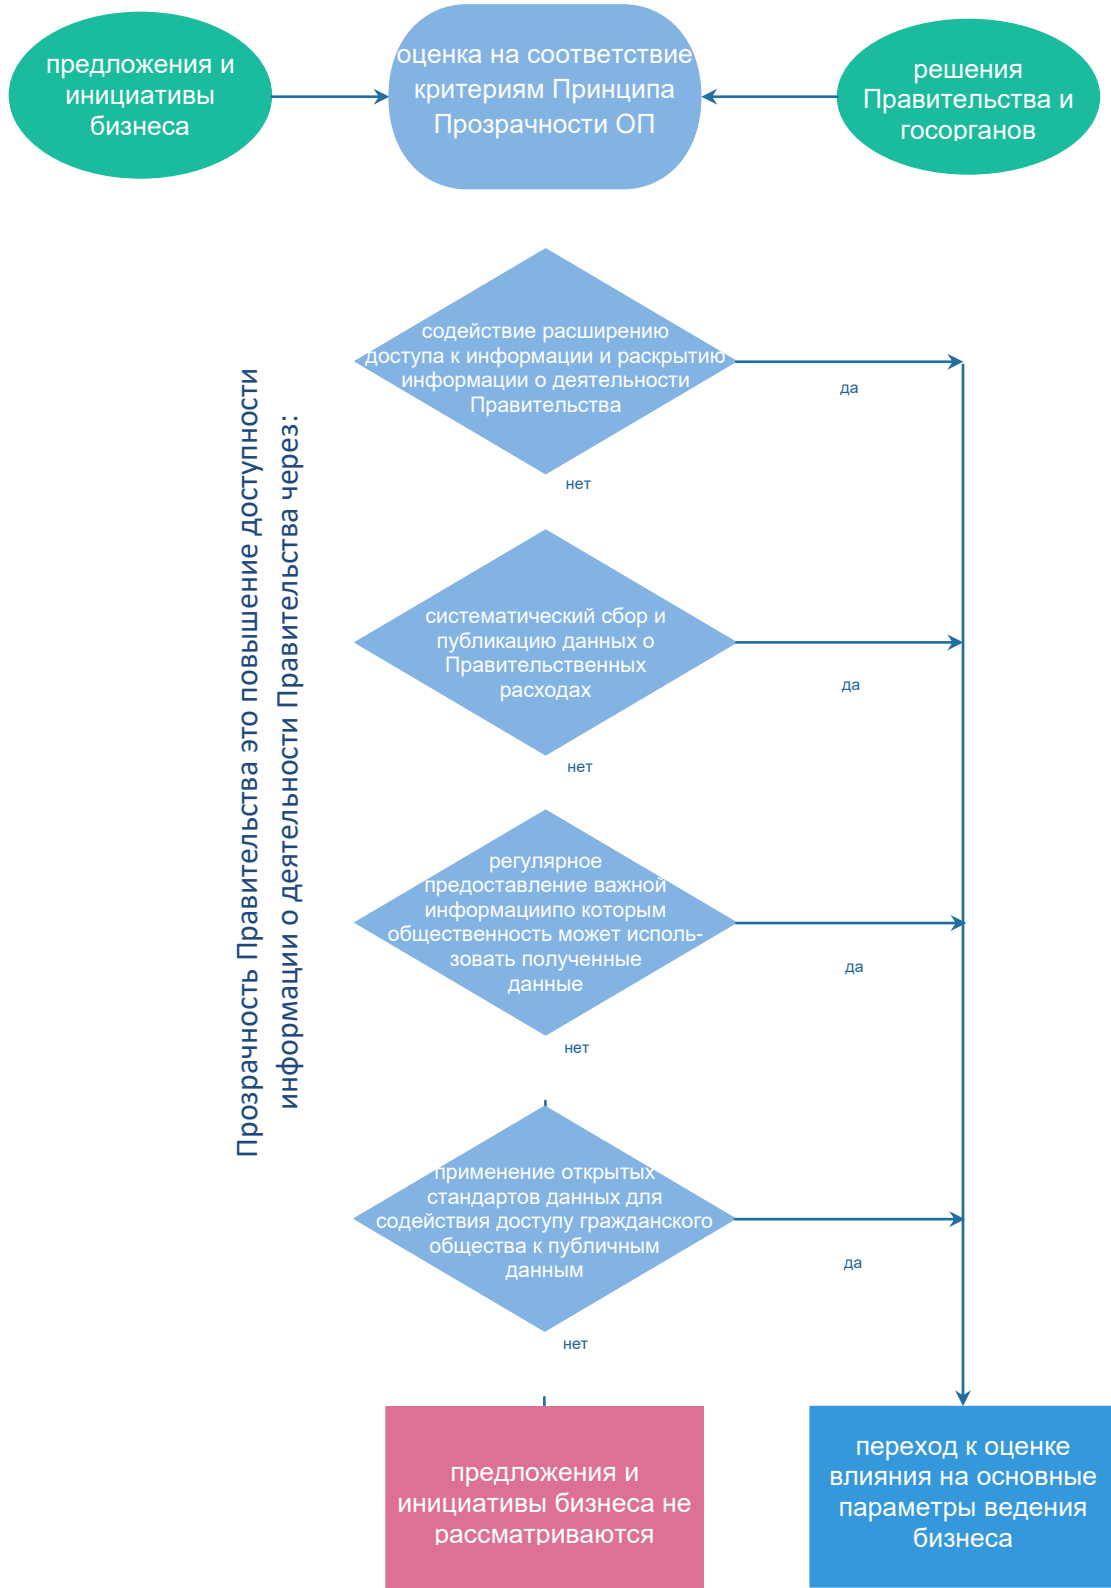 предложения и
инициативы
бизнеса
оценка на соответствие
критериям Принципа
Прозрачности ОП
решения
Правительства и
госорганов
Прозрачность Правительства это повышение доступности
информации о деятельности Правительства через:
содействие расширению
доступа к информации и раскрытию
информации о деятельности
Правительства
да
нет
систематический сбор и
публикацию данных о
Правительственных
расходах
да
нет
регулярное
предоставление важной
информациипо которым
общественность может исполь-
зовать полученные
данные
да
нет
применение открытых
стандартов данных для
содействия доступу гражданского
общества к публичным
данным
да
нет
предложения и
инициативы бизнеса не
рассматриваются
переход к оценке
влияния на основные
параметры ведения
бизнеса